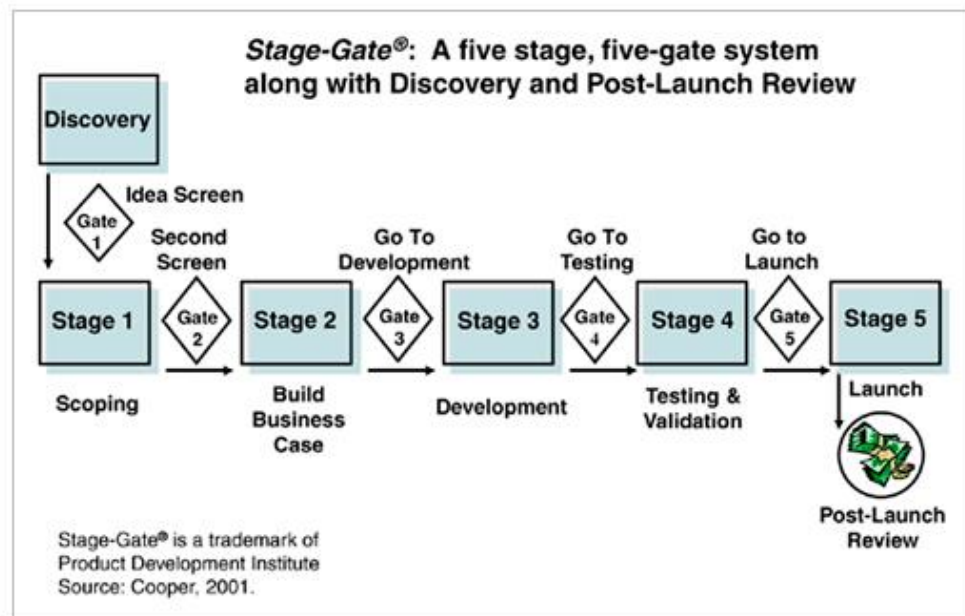 Stage-Gate®: A five stage, five-gate system
along with Discovery and Post-Launch Review
Discovery
Idea Screen
Gate
1
Second
Screen
Go To
Development
Go To
Testing
Go to
Launch
Stage 1
Gate
2
Stage 2
Gate
3
Stage 3
Gate
4
Stage 4
Gate
5
Stage 5
Scoping
Build
Business
Case
Development
Testing &
Validation
Launch
Post-Launch
Review
Stage-Gate® is a trademark of
Product Development Institute
Source: Cooper, 2001.